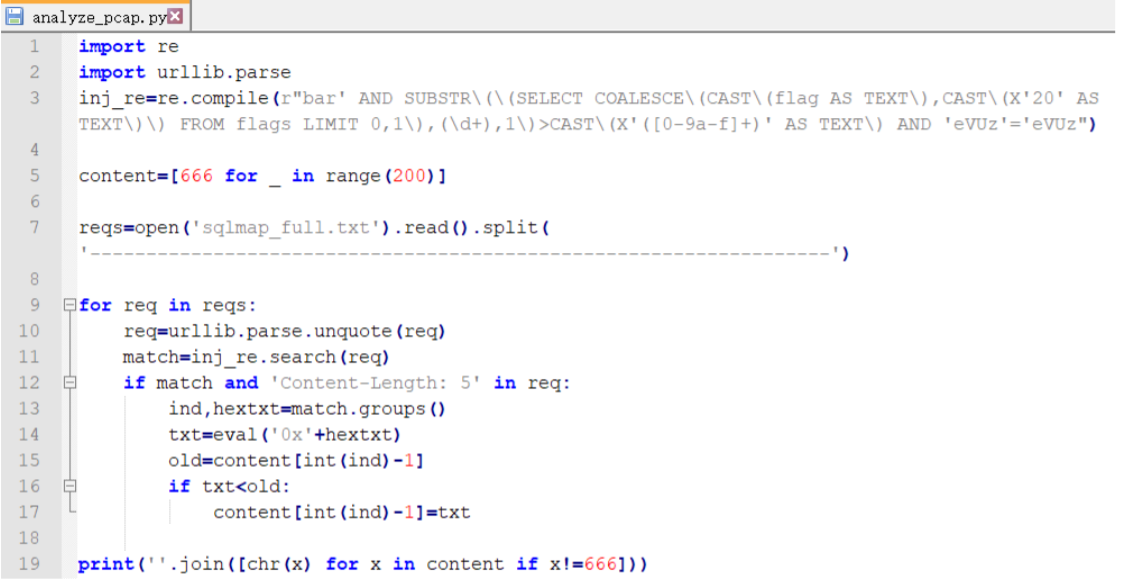 analyze_pcap.py
1 import re
2 import urllib.parse
3 inj_re=re.compile(r"bar' AND SUBSTR\(\(SELECT COALESCE\(CAST\(flag AS TEXT\),CAST\(X'20' AS
TEXT\)\) FROM flags LIMIT 0,1\),(\d+),1\)>CAST\(X'([0-9a-f]+)' AS TEXT\) AND 'eVUz'='eVUz")
4
5 content=[666 for _ in range(200)]
6
7 reqs=open('sqlmap_full.txt').read().split(
'------------------------------------------------------------------')
8
9 for req in reqs:
10 req=urllib.parse.unquote(req)
11 match=inj_re.search(req)
12 if match and 'Content-Length: 5' in req:
13 ind,hextxt=match.groups()
14 txt=eval('0x'+hextxt)
15 old=content[int(ind)-1]
16 if txt<old:
17 content[int(ind)-1]=txt
18
19 print(''.join([chr(x) for x in content if x!=666]))